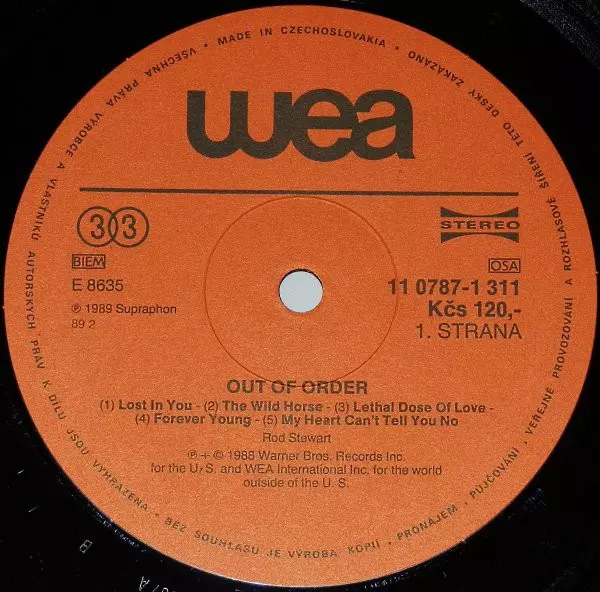 VŠECHNA PRÁVA VÝROBCE A VLASTNÍKŮ AUTORSKÝCH PRÁV K DÍLU JSOU VYHRAZENA • BEZ SOUHLASU JE VÝROBA KOPIÍ • PRONÁJEM • PŮJČOVÁNÍ • VEŘEJNÉ PROVOZOVÁNÍ A ROZHLASOVÉ ŠÍŘENÍ TÉTO DESKY ZAKÁZÁNO • MADE IN CZECHOSLOVAKIA •
wea
33
STEREO
BIEM
OSA
E 8635
11 0787-1 311
℗ 1989 Supraphon
Kčs 120,-
89 2
1. STRANA
OUT OF ORDER
(1) Lost In You - (2) The Wild Horse - (3) Lethal Dose Of Love -
(4) Forever Young - (5) My Heart Can't Tell You No
Rod Stewart
℗ + © 1988 Warner Bros. Records Inc.
for the U.S. and WEA International Inc. for the world
outside of the U. S.